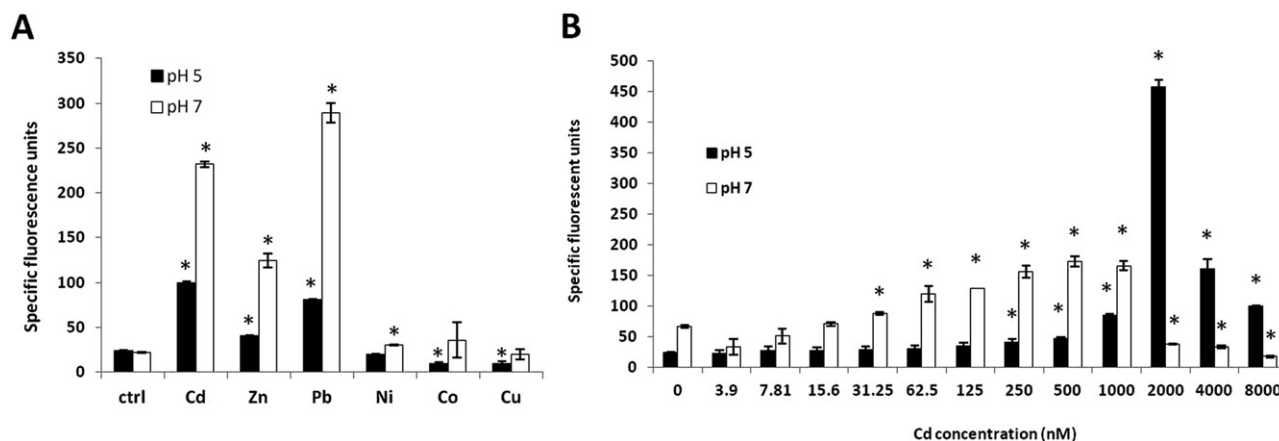 A
350
300
250
200
150
100
50
0
Specific fluorescence units
pH 5
pH 7
* * * * * * * * *
ctrl Cd Zn Pb Ni Co Cu
B
500
450
400
350
300
250
200
150
100
50
0
Specific fluorescent units
pH 5
pH 7
* * * * * * * * * * * * * * *
0 3.9 7.81 15.6 31.25 62.5 125 250 500 1000 2000 4000 8000
Cd concentration (nM)